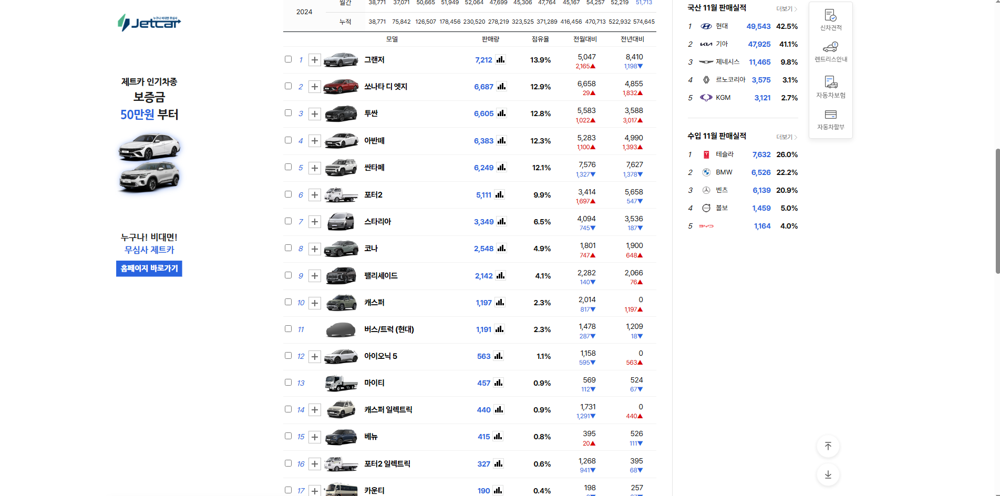 누구나 비대면 무심사
Jetcar
제트카 인기차종
보증금
50만원 부터
누구나! 비대면!
무심사 제트카
홈페이지 바로가기
2024
월간 38,771 37,071 50,665 51,949 52,064 47,699 45,306 47,764 45,167 54,257 52,219 51,713
누적 38,771 75,842 126,507 178,456 230,520 278,219 323,525 371,289 416,456 470,713 522,932 574,645
모델 판매량 점유율 전월대비 전년대비
1 그랜저 7,212 13.9% 5,047 8,410
2,165▲ 1,198▼
2 쏘나타 디 엣지 6,687 12.9% 6,658 4,855
29▲ 1,832▲
3 투싼 6,605 12.8% 5,583 3,588
1,022▲ 3,017▲
4 아반떼 6,383 12.3% 5,283 4,990
1,100▲ 1,393▲
5 싼타페 6,249 12.1% 7,576 7,627
1,327▼ 1,378▼
6 포터2 5,111 9.9% 3,414 5,658
1,697▲ 547▼
7 스타리아 3,349 6.5% 4,094 3,536
745▼ 187▼
8 코나 2,548 4.9% 1,801 1,900
747▲ 648▲
9 팰리세이드 2,142 4.1% 2,282 2,066
140▼ 76▲
10 캐스퍼 1,197 2.3% 2,014 0
817▼ 1,197▲
11 버스/트럭 (현대) 1,191 2.3% 1,478 1,209
287▼ 18▼
12 아이오닉 5 563 1.1% 1,158 0
595▼ 563▲
13 마이티 457 0.9% 569 524
112▼ 67▼
14 캐스퍼 일렉트릭 440 0.9% 1,731 0
1,291▼ 440▲
15 베뉴 415 0.8% 395 526
20▲ 111▼
16 포터2 일렉트릭 327 0.6% 1,268 395
941▼ 68▼
17 카운티 190 0.4% 198 257
국산 11월 판매실적 더보기
1 현대 49,543 42.5%
2 기아 47,925 41.1%
3 제네시스 11,465 9.8%
4 르노코리아 3,575 3.1%
5 KGM 3,121 2.7%
수입 11월 판매실적 더보기
1 테슬라 7,632 26.0%
2 BMW 6,526 22.2%
3 벤츠 6,139 20.9%
4 볼보 1,459 5.0%
5 BYD 1,164 4.0%
신차견적
렌트리스안내
자동차보험
자동차할부